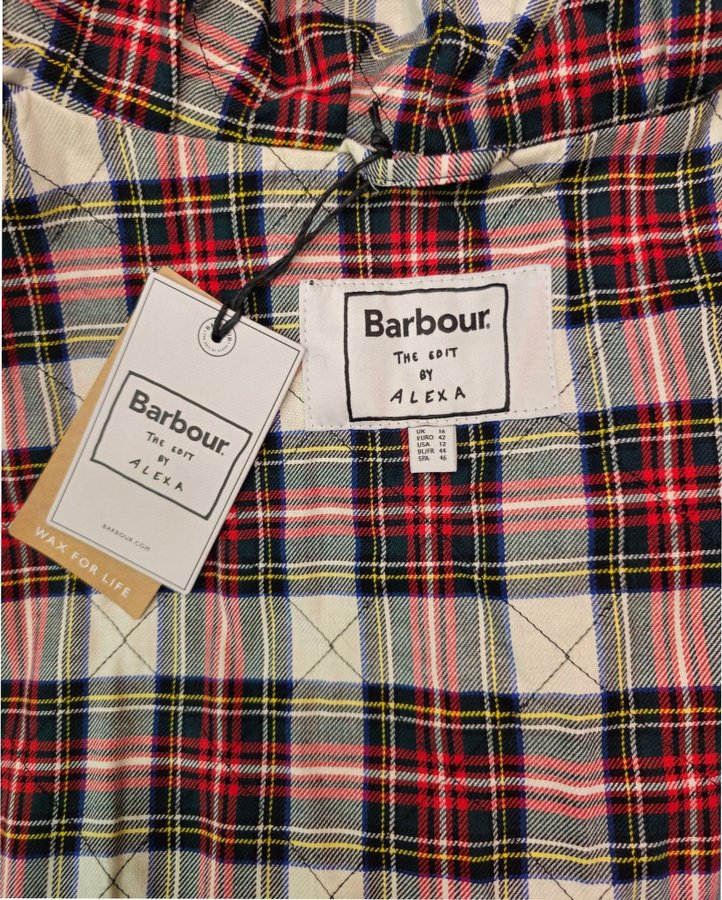 Barbour.
THE EDIT
BY
ALEXA
UK 16
EURO 42
USA 12
BL/FR 44
SPA 46
Barbour.
THE EDIT
BY
ALEXA
BARBOUR.COM
WAX FOR LIFE